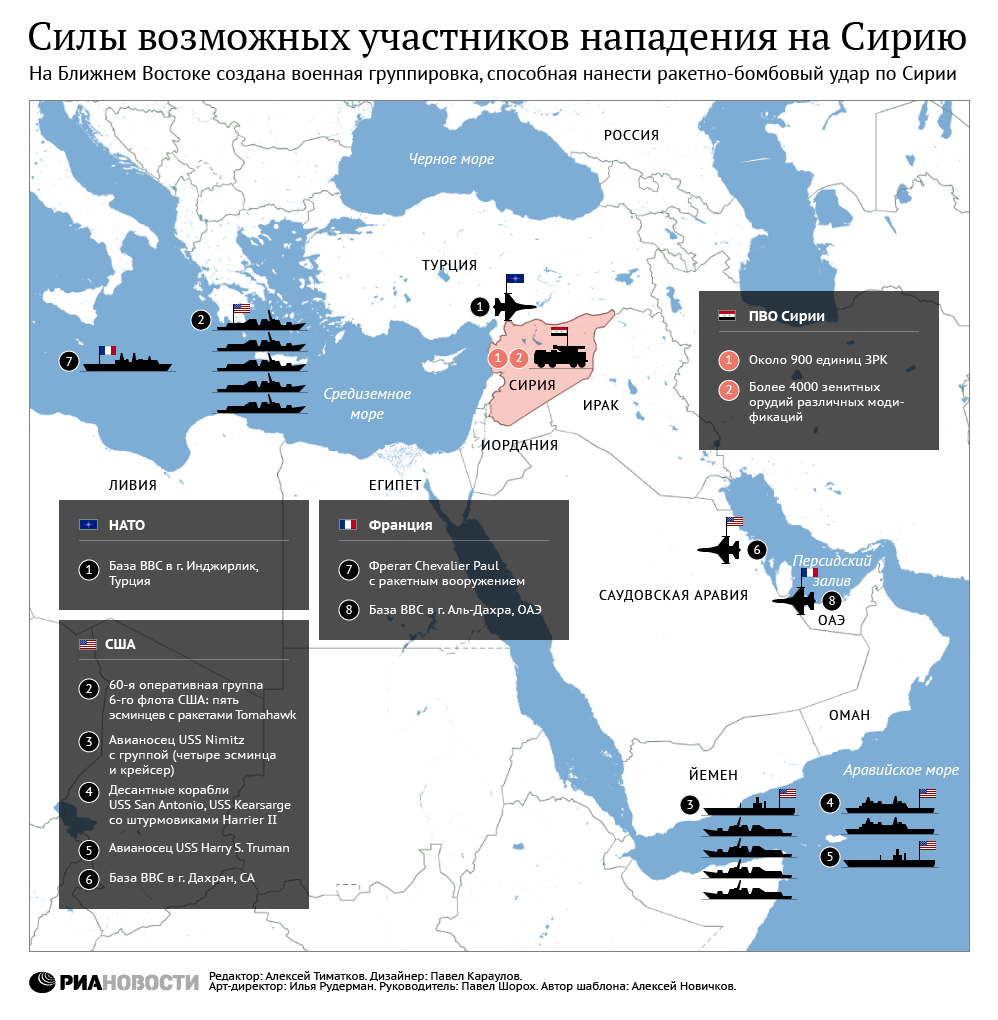 Силы возможных участников нападения на Сирию
На Ближнем Востоке создана военная группировка, способная нанести ракетно-бомбовый удар по Сирии
РОССИЯ
Черное море
ТУРЦИЯ
1
2
7
1 2
СИРИЯ
ИРАК
Средиземное
море
ИОРДАНИЯ
ЛИВИЯ
ЕГИПЕТ
ПВО Сирии
1 Около 900 единиц ЗРК
2 Более 4000 зенитных
орудий различных моди-
фикаций
НАТО
1 База ВВС в г. Инджирлик,
Турция
Франция
7 Фрегат Chevalier Paul
с ракетным вооружением
8 База ВВС в г. Аль-Дахра, ОАЭ
6
Персидский
залив
САУДОВСКАЯ АРАВИЯ
8
ОАЭ
США
2 60-я оперативная группа
6-го флота США: пять
эсминцев с ракетами Tomahawk
3 Авианосец USS Nimitz
с группой (четыре эсминца
и крейсер)
4 Десантные корабли
USS San Antonio, USS Kearsarge
со штурмовиками Harrier II
5 Авианосец USS Harry S. Truman
6 База ВВС в г. Дахран, СА
ОМАН
ЙЕМЕН
Аравийское море
3
4
5
РИАНОВОСТИ
Редактор: Алексей Тиматков. Дизайнер: Павел Караулов.
Арт-директор: Илья Рудерман. Руководитель: Павел Шорох. Автор шаблона: Алексей Новичков.